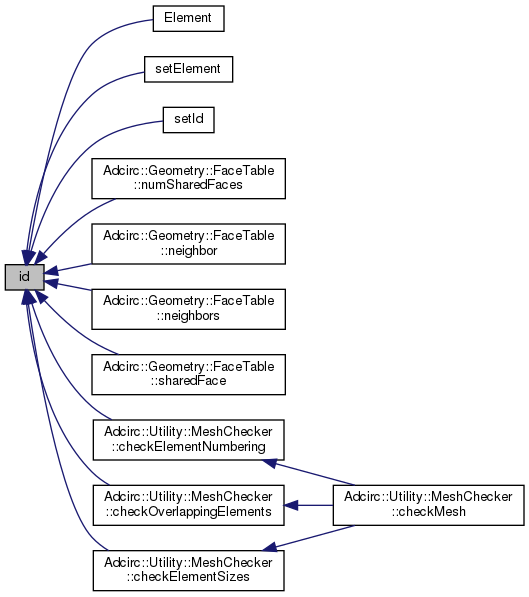 Element
setElement
setId
Adcirc::Geometry::FaceTable
::numSharedFaces
Adcirc::Geometry::FaceTable
::neighbor
id
Adcirc::Geometry::FaceTable
::neighbors
Adcirc::Geometry::FaceTable
::sharedFace
Adcirc::Utility::MeshChecker
::checkElementNumbering
Adcirc::Utility::MeshChecker
::checkOverlappingElements
Adcirc::Utility::MeshChecker
::checkMesh
Adcirc::Utility::MeshChecker
::checkElementSizes